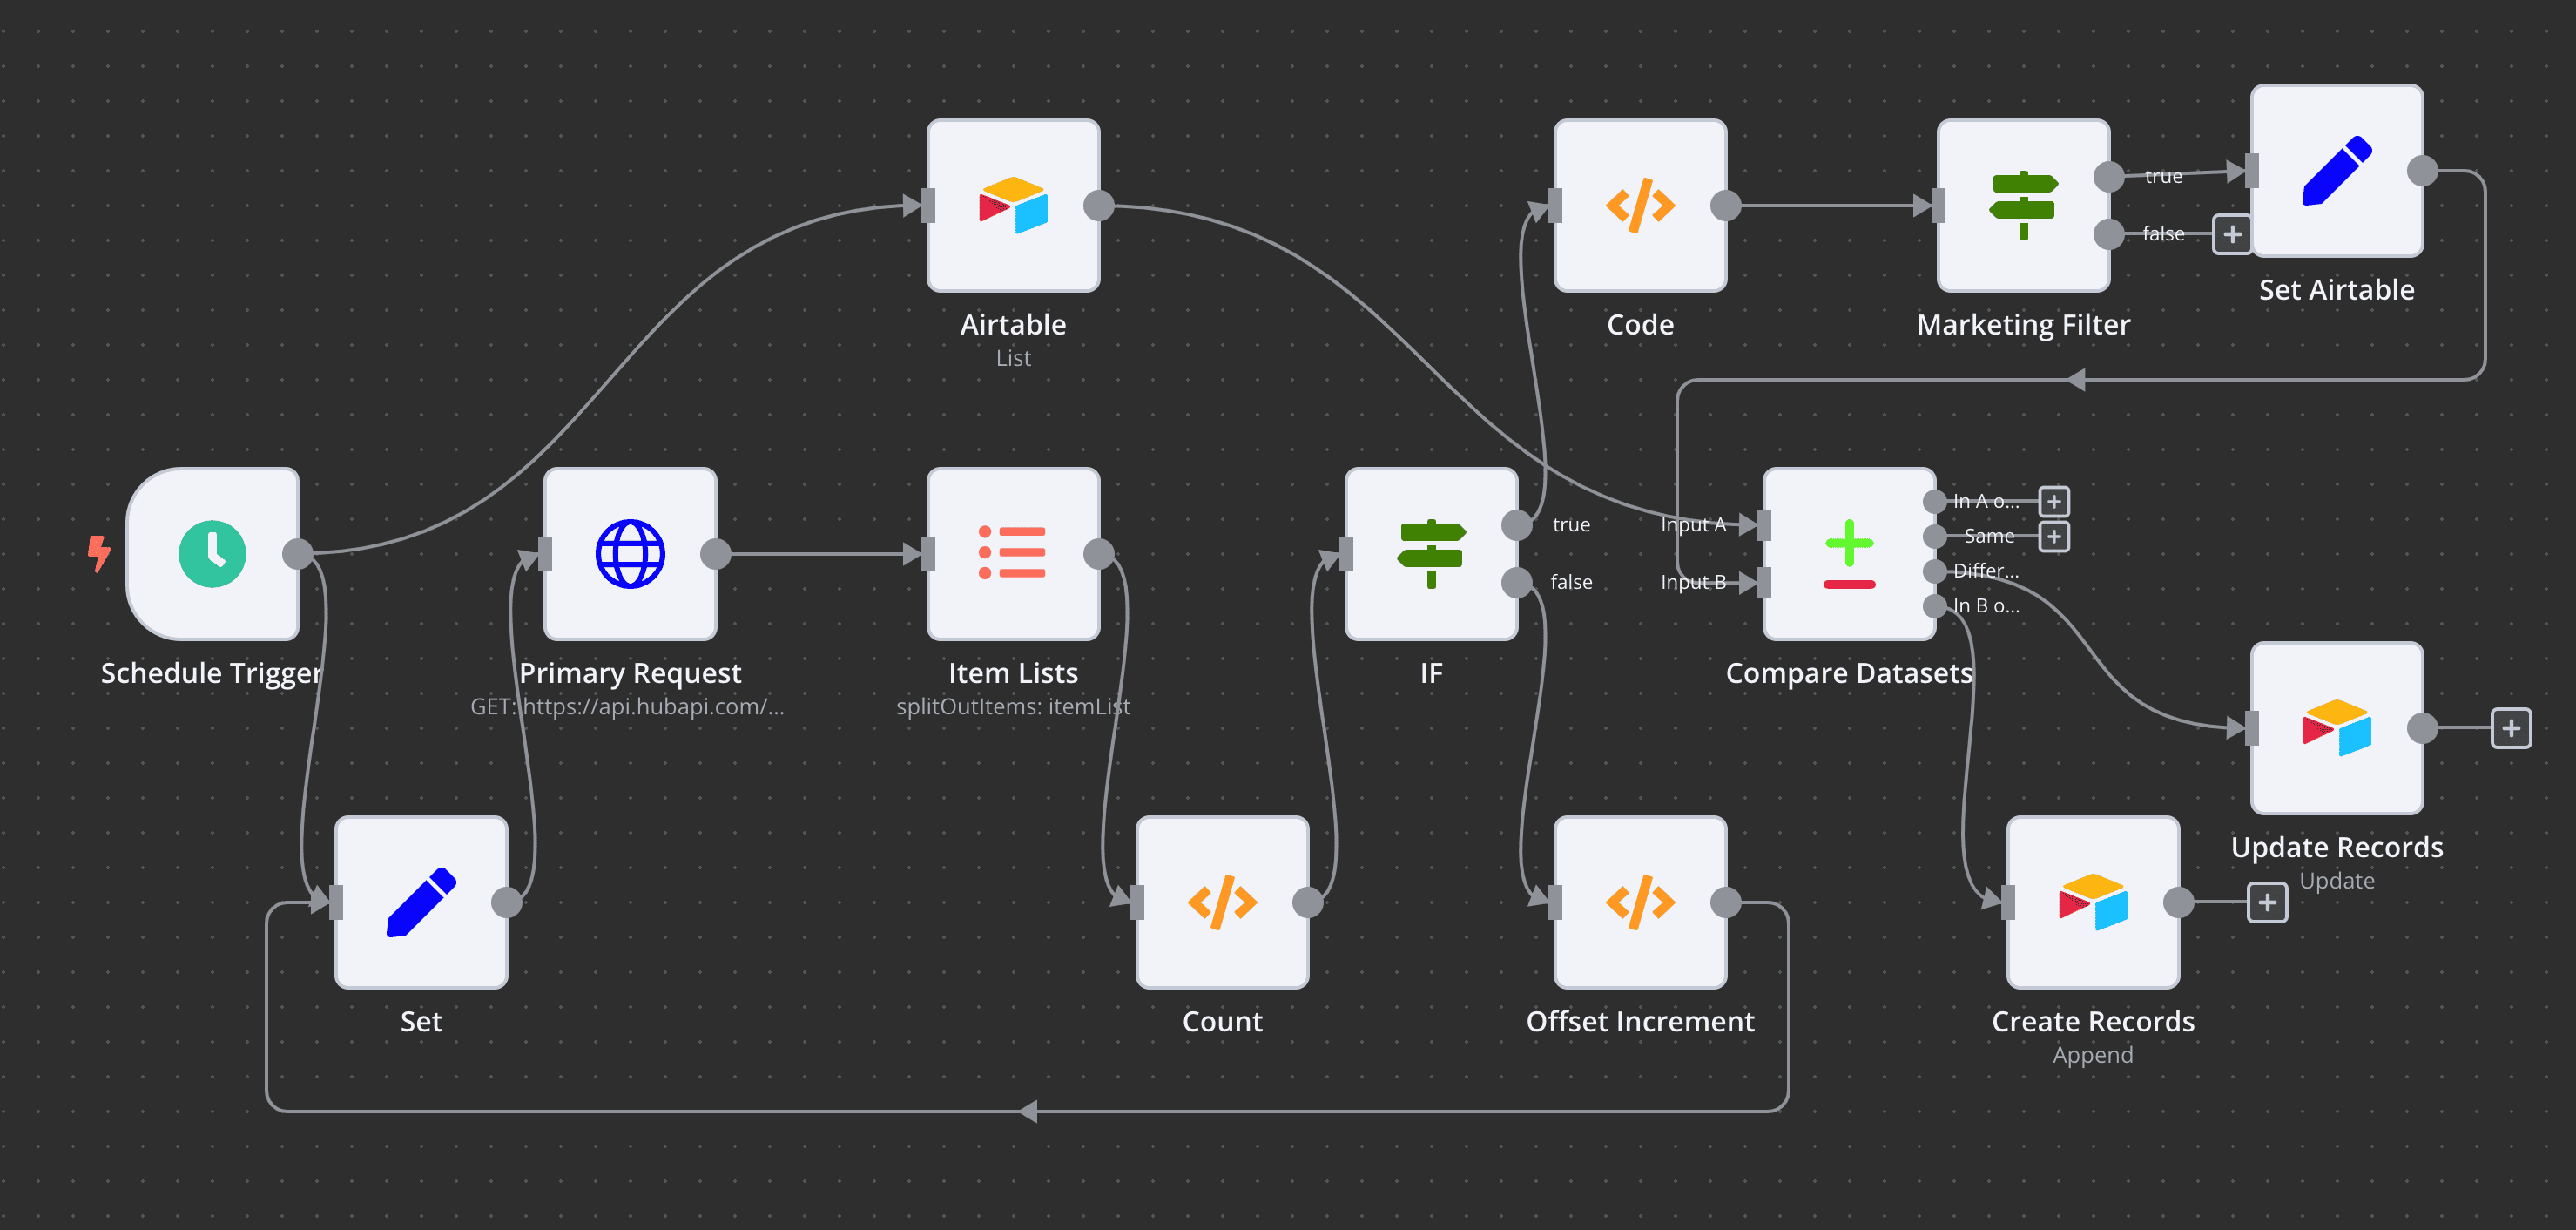 true
false
Set Airtable
Airtable
List
Code
Marketing Filter
true
false
Input A
Input B
In A o...
Same
Differ...
In B o...
Schedule Trigger
Primary Request
GET: https://api.hubapi.com/...
Item Lists
splitOutItems: itemList
IF
Compare Datasets
Update Records
Update
Set
Count
Offset Increment
Create Records
Append